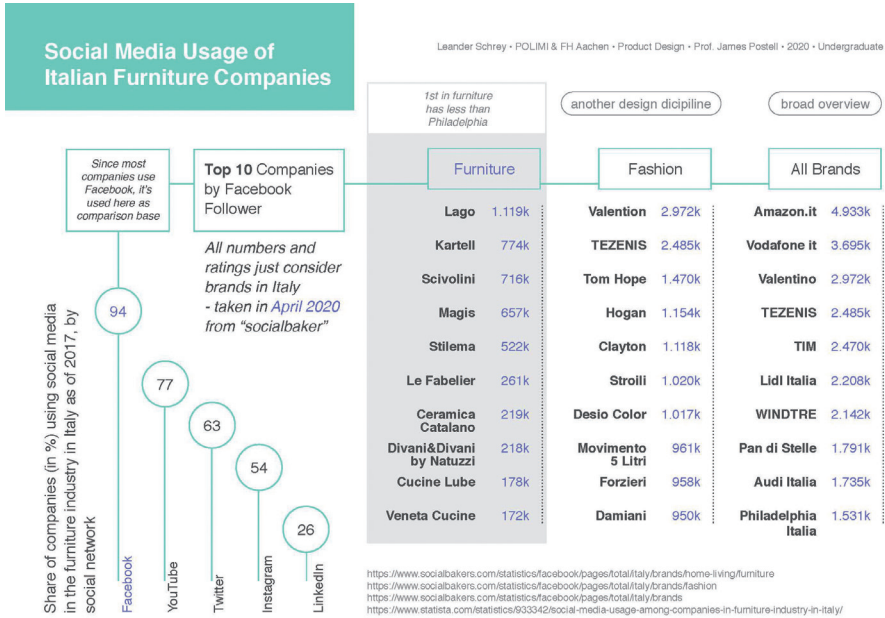 Social Media Usage of
Italian Furniture Companies
Leander Schrey • POLIMI & FH Aachen • Product Design • Prof. James Postell • 2020 • Undergraduate
1st in furniture
has less than
Philadelphia
another design dicipiline
broad overview
Since most
companies use
Facebook, it's
used here as
comparison base
Top 10 Companies
by Facebook
Follower
Furniture
Fashion
All Brands
All numbers and
ratings just consider
brands in Italy
- taken in April 2020
from “socialbaker”
Lago 1.119k
Kartell 774k
Scivolini 716k
Magis 657k
Stilema 522k
Le Fabelier 261k
Ceramica
Catalano 219k
Divani&Divani
by Natuzzi 218k
Cucine Lube 178k
Veneta Cucine 172k
Valention 2.972k
TEZENIS 2.485k
Tom Hope 1.470k
Hogan 1.154k
Clayton 1.118k
Stroili 1.020k
Desio Color 1.017k
Movimento
5 Litri 961k
Forzieri 958k
Damiani 950k
Amazon.it 4.933k
Vodafone it 3.695k
Valentino 2.972k
TEZENIS 2.485k
TIM 2.470k
Lidl Italia 2.208k
WINDTRE 2.142k
Pan di Stelle 1.791k
Audi Italia 1.735k
Philadelphia
Italia 1.531k
Share of companies (in %) using social media
in the furniture industry in Italy as of 2017, by
social network
94
Facebook
77
YouTube
63
Twitter
54
Instagram
26
LinkedIn
https://www.socialbakers.com/statistics/facebook/pages/total/italy/brands/home-living/furniture
https://www.socialbakers.com/statistics/facebook/pages/total/italy/brands/fashion
https://www.socialbakers.com/statistics/facebook/pages/total/italy/brands
https://www.statista.com/statistics/933342/social-media-usage-among-companies-in-furniture-industry-in-italy/